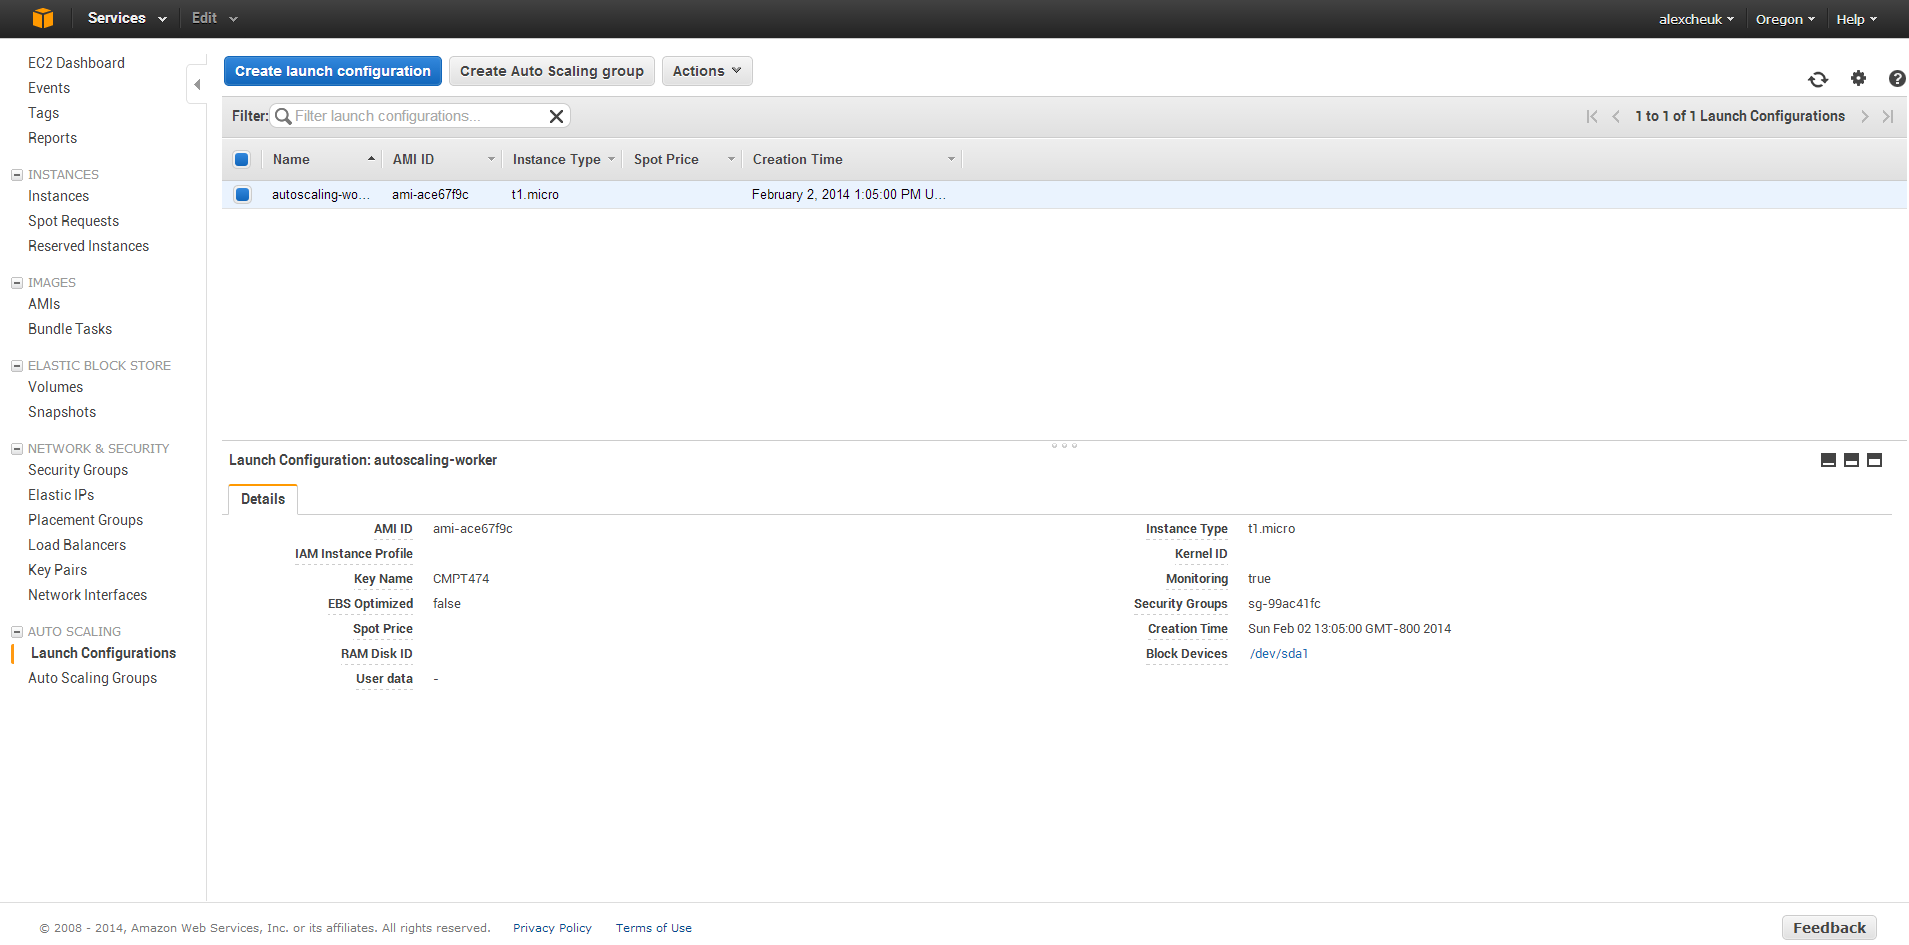 Services Edit alexcheuk Oregon Help
EC2 Dashboard
Events
Tags
Reports
INSTANCES
Instances
Spot Requests
Reserved Instances
IMAGES
AMIs
Bundle Tasks
ELASTIC BLOCK STORE
Volumes
Snapshots
NETWORK & SECURITY
Security Groups
Elastic IPs
Placement Groups
Load Balancers
Key Pairs
Network Interfaces
AUTO SCALING
Launch Configurations
Auto Scaling Groups
Create launch configuration Create Auto Scaling group Actions
Filter: Filter launch configurations... 1 to 1 of 1 Launch Configurations
Name AMI ID Instance Type Spot Price Creation Time
autoscaling-wo... ami-ace67f9c t1.micro February 2, 2014 1:05:00 PM U...
Launch Configuration: autoscaling-worker
Details
AMI ID ami-ace67f9c Instance Type t1.micro
IAM Instance Profile Kernel ID
Key Name CMPT474 Monitoring true
EBS Optimized false Security Groups sg-99ac41fc
Spot Price Creation Time Sun Feb 02 13:05:00 GMT-800 2014
RAM Disk ID Block Devices /dev/sda1
User data -
© 2008 - 2014, Amazon Web Services, Inc. or its affiliates. All rights reserved. Privacy Policy Terms of Use Feedback